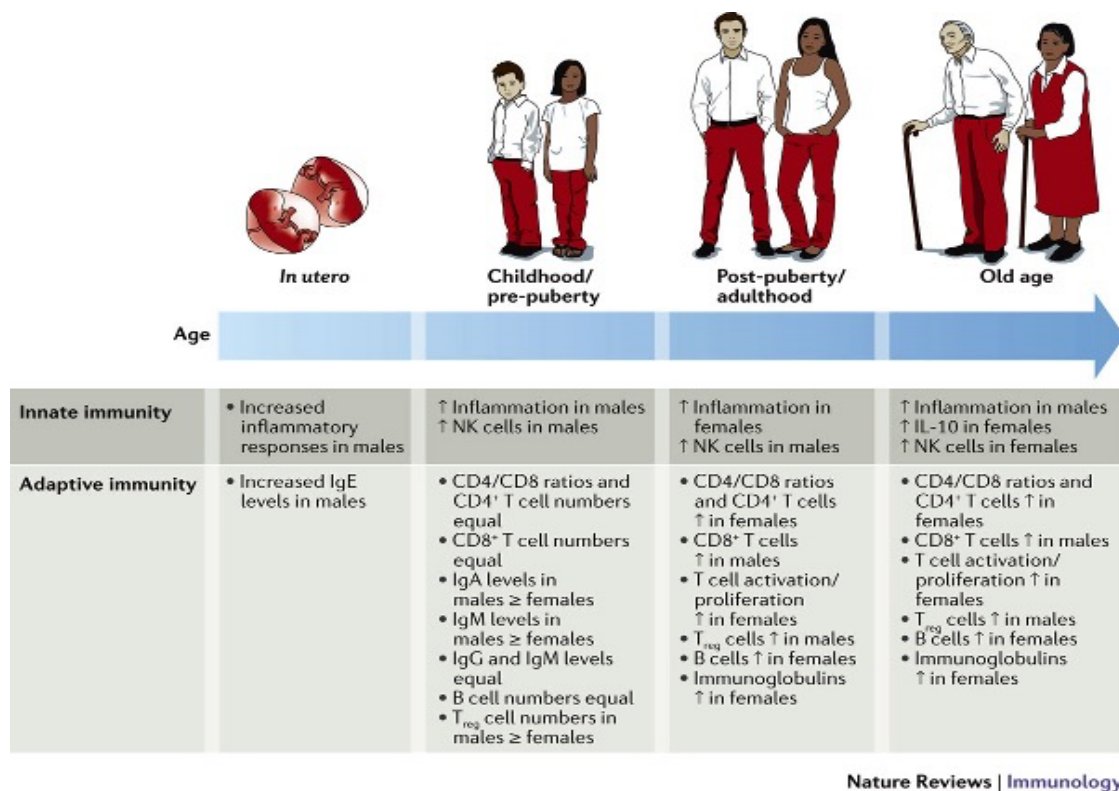 In utero
Childhood/
pre-puberty
Post-puberty/
adulthood
Old age
Age
Innate immunity
• Increased
inflammatory
responses in males
↑ Inflammation in males
↑ NK cells in males
↑ Inflammation in
females
↑ NK cells in males
↑ Inflammation in males
↑ IL-10 in females
↑ NK cells in females
Adaptive immunity
• Increased IgE
levels in males
• CD4/CD8 ratios and
CD4⁺ T cell numbers
equal
• CD8⁺ T cell numbers
equal
• IgA levels in
males ≥ females
• IgM levels in
males ≥ females
• IgG and IgM levels
equal
• B cell numbers equal
• Treg cell numbers in
males ≥ females
• CD4/CD8 ratios
and CD4⁺ T cells
↑ in females
• CD8⁺ T cells
↑ in males
• T cell activation/
proliferation
↑ in females
• Treg cells ↑ in males
• B cells ↑ in females
• Immunoglobulins
↑ in females
• CD4/CD8 ratios and
CD4⁺ T cells ↑ in
females
• CD8⁺ T cells ↑ in males
• T cell activation/
proliferation ↑ in
females
• Treg cells ↑ in males
• B cells ↑ in females
• Immunoglobulins
↑ in females
Nature Reviews | Immunology